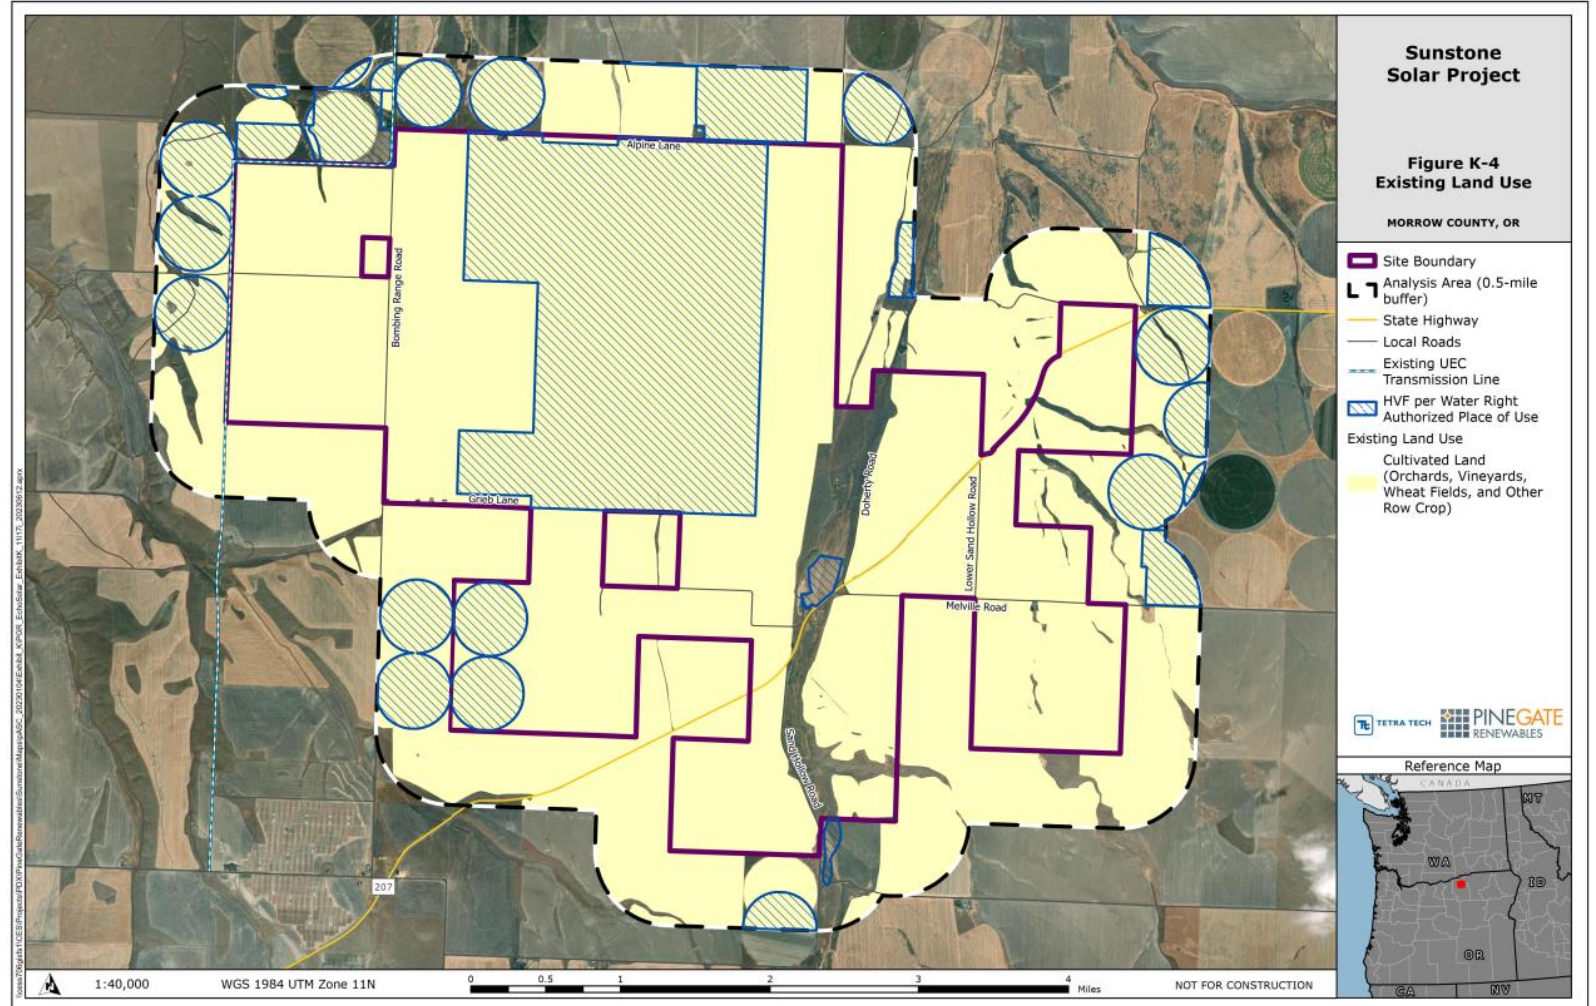 Sunstone
Solar Project
Figure K-4
Existing Land Use
MORROW COUNTY, OR
Site Boundary
Analysis Area (0.5-mile
buffer)
State Highway
Local Roads
Existing UEC
Transmission Line
HVF per Water Right
Authorized Place of Use
Existing Land Use
Cultivated Land
(Orchards, Vineyards,
Wheat Fields, and Other
Row Crop)
Tt TETRA TECH
PINEGATE
RENEWABLES
Reference Map
CANADA
MT
WA
ID
OR
CA
NV
Alpine Lane
Bombing Range Road
Grieb Lane
Doherty Road
Lower Sand Hollow Road
Melville Road
Sand Hollow Road
207
1:40,000
WGS 1984 UTM Zone 11N
0 0.5 1 2 3 4
Miles
NOT FOR CONSTRUCTION